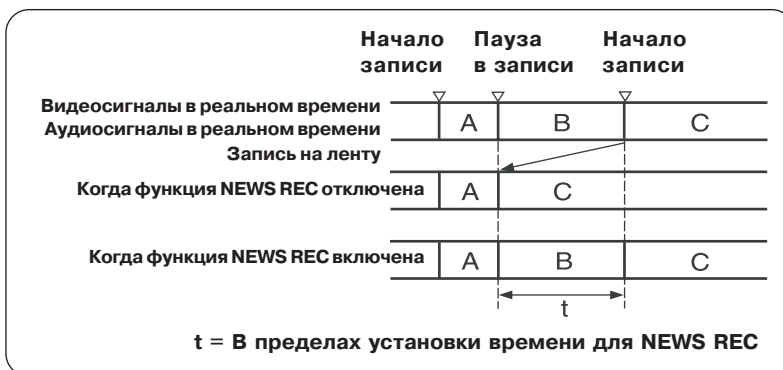 Начало Пауза Начало
записи в записи записи
Видеосигналы в реальном времени
Аудиосигналы в реальном времени
A B C
Запись на ленту
Когда функция NEWS REC отключена A C
Когда функция NEWS REC включена A B C
t
t = В пределах установки времени для NEWS REC